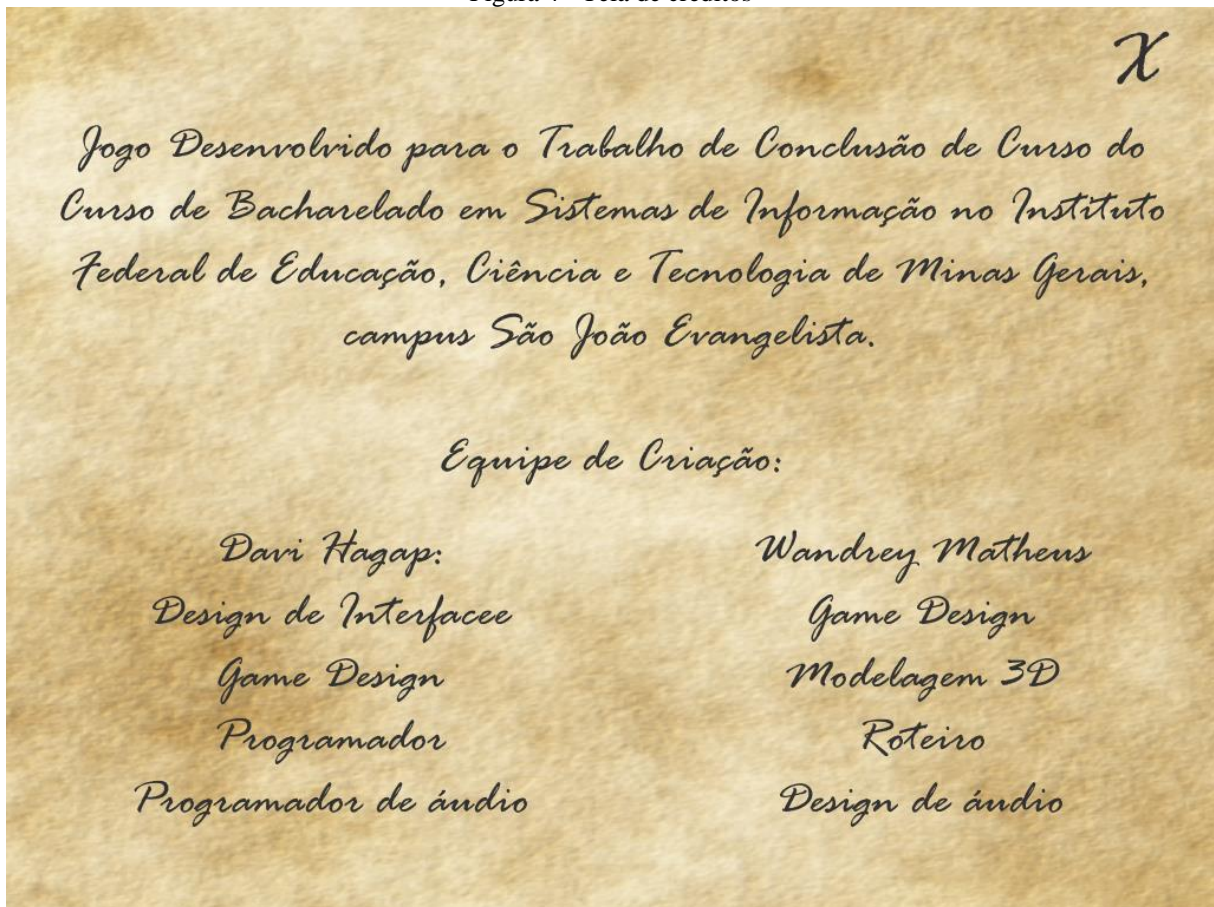 X
Jogo Desenvolvido para o Trabalho de Conclusão de Curso do
Curso de Bacharelado em Sistemas de Informação no Instituto
Federal de Educação, Ciência e Tecnologia de Minas Gerais,
campus São João Evangelista.
Equipe de Criação:
Davi Hagap:
Design de Interfacee
Game Design
Programador
Programador de áudio
Wandrey Matheus
Game Design
Modelagem 3D
Roteiro
Design de áudio